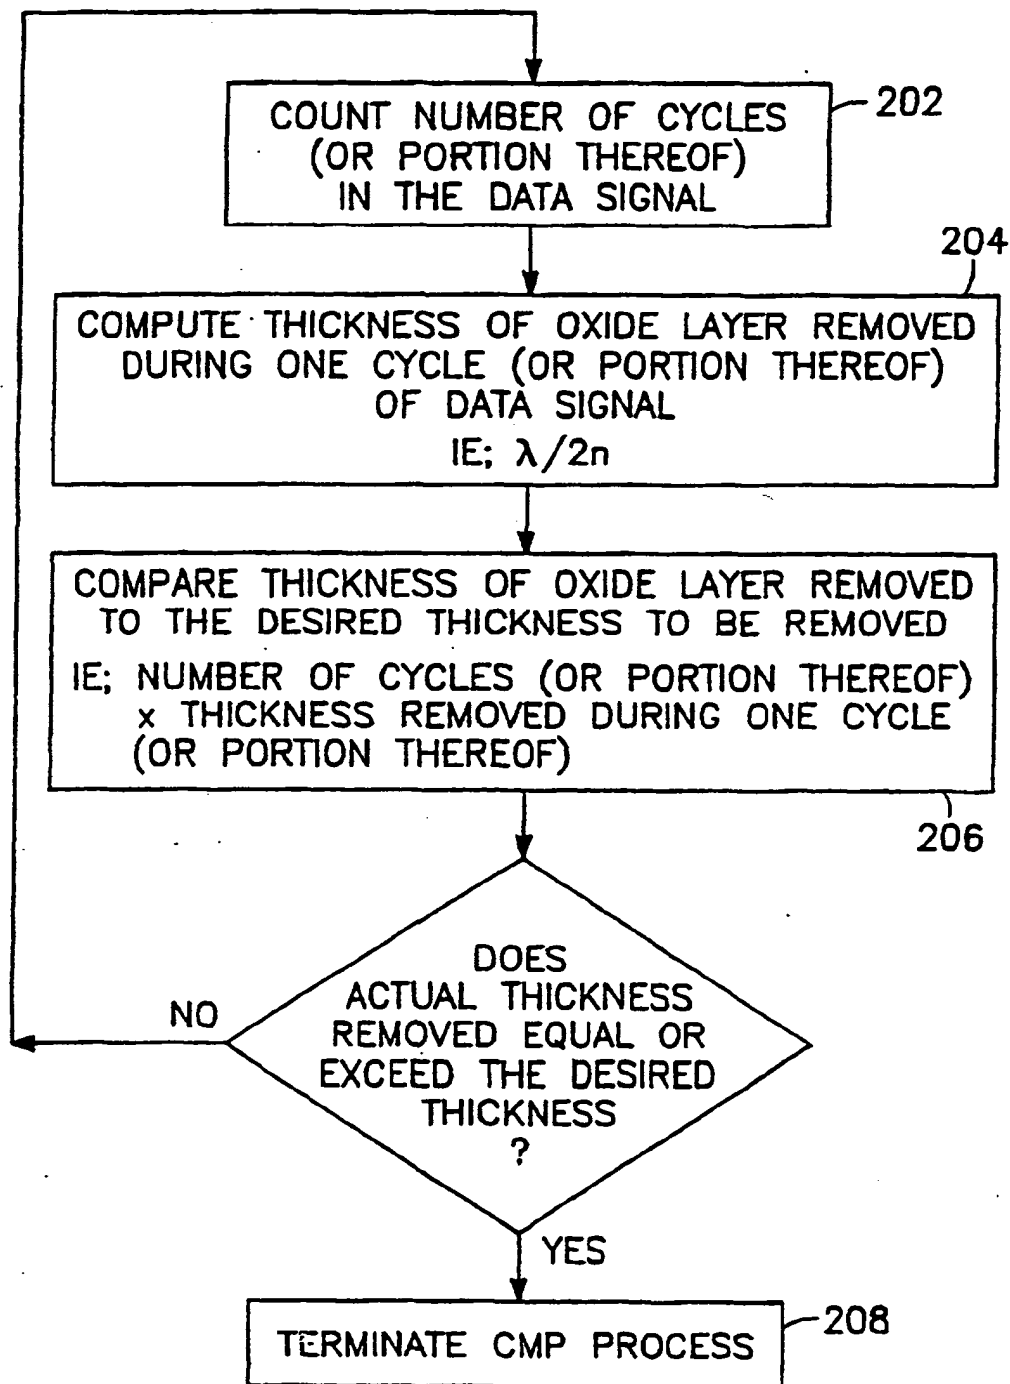 COUNT NUMBER OF CYCLES
(OR PORTION THEREOF)
IN THE DATA SIGNAL
202
204
COMPUTE THICKNESS OF OXIDE LAYER REMOVED
DURING ONE CYCLE (OR PORTION THEREOF)
OF DATA SIGNAL
IE; λ/2n
COMPARE THICKNESS OF OXIDE LAYER REMOVED
TO THE DESIRED THICKNESS TO BE REMOVED
IE; NUMBER OF CYCLES (OR PORTION THEREOF)
x THICKNESS REMOVED DURING ONE CYCLE
(OR PORTION THEREOF)
206
DOES
ACTUAL THICKNESS
REMOVED EQUAL OR
EXCEED THE DESIRED
THICKNESS
?
NO
YES
TERMINATE CMP PROCESS
208